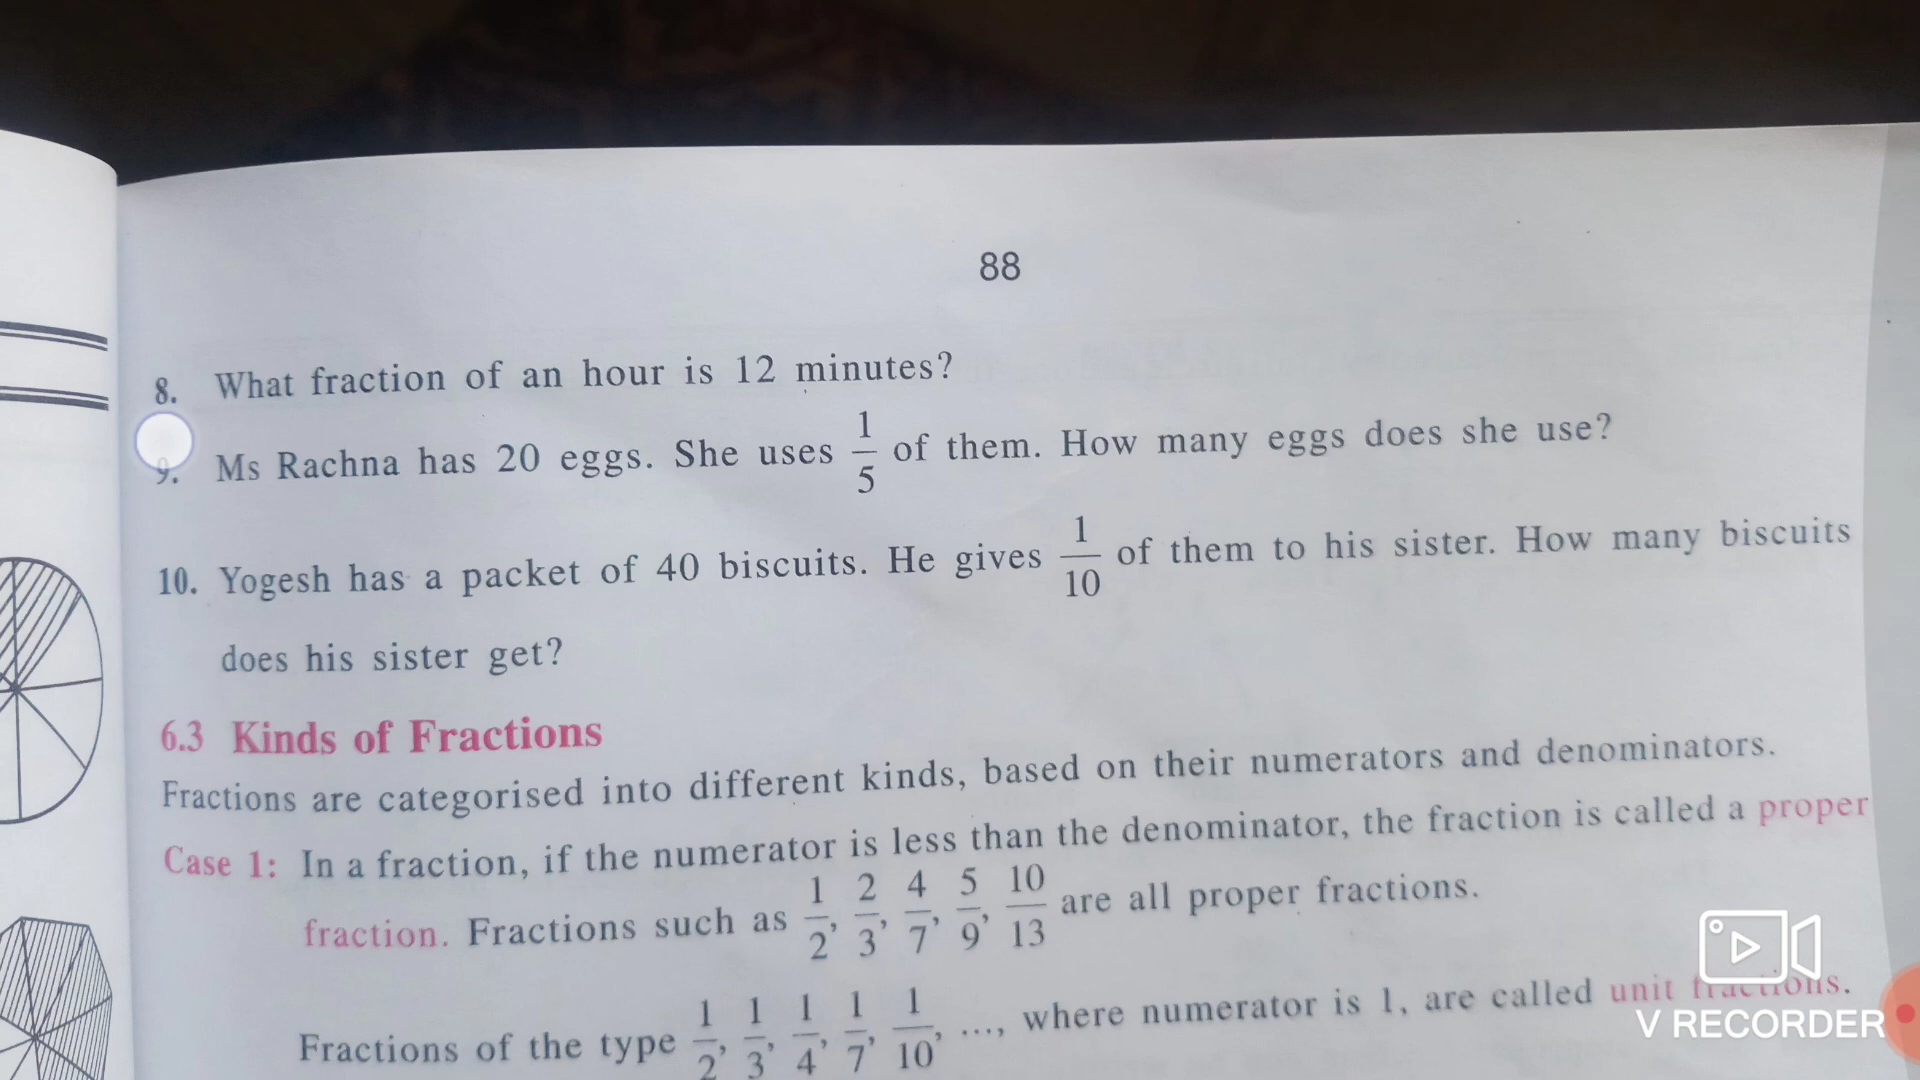 88
8. What fraction of an hour is 12 minutes?
9. Ms Rachna has 20 eggs. She uses 1/5 of them. How many eggs does she use?
10. Yogesh has a packet of 40 biscuits. He gives 1/10 of them to his sister. How many biscuits
does his sister get?
6.3 Kinds of Fractions
Fractions are categorised into different kinds, based on their numerators and denominators.
Case 1: In a fraction, if the numerator is less than the denominator, the fraction is called a proper
fraction. Fractions such as 1/2, 2/3, 4/7, 5/9, 10/13 are all proper fractions.
Fractions of the type 1/2, 1/3, 1/4, 1/7, 1/10, ..., where numerator is 1, are called unit fractions.
V RECORDER